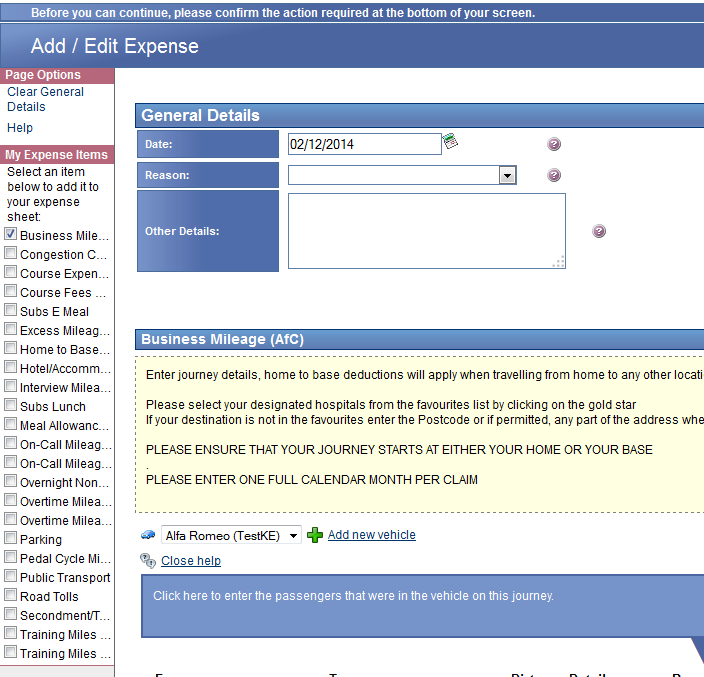 Before you can continue, please confirm the action required at the bottom of your screen.
Add / Edit Expense
Page Options
Clear General
Details
Help
My Expense Items
Select an item
below to add it to
your expense
sheet:
Business Mile...
Congestion C...
Course Expen...
Course Fees ...
Subs E Meal
Excess Mileag...
Home to Base...
Hotel/Accomm...
Interview Milea...
Subs Lunch
Meal Allowanc...
On-Call Mileag...
On-Call Mileag...
Overnight Non...
Overtime Milea...
Overtime Milea...
Parking
Pedal Cycle Mi...
Public Transport
Road Tolls
Secondment/T...
Training Miles ...
Training Miles ...
General Details
Date:
02/12/2014
Reason:
Other Details:
Business Mileage (AfC)
Enter journey details, home to base deductions will apply when travelling from home to any other locati
Please select your designated hospitals from the favourites list by clicking on the gold star
If your destination is not in the favourites enter the Postcode or if permitted, any part of the address whe
PLEASE ENSURE THAT YOUR JOURNEY STARTS AT EITHER YOUR HOME OR YOUR BASE
.
PLEASE ENTER ONE FULL CALENDAR MONTH PER CLAIM
Alfa Romeo (TestKE)
Add new vehicle
Close help
Click here to enter the passengers that were in the vehicle on this journey.